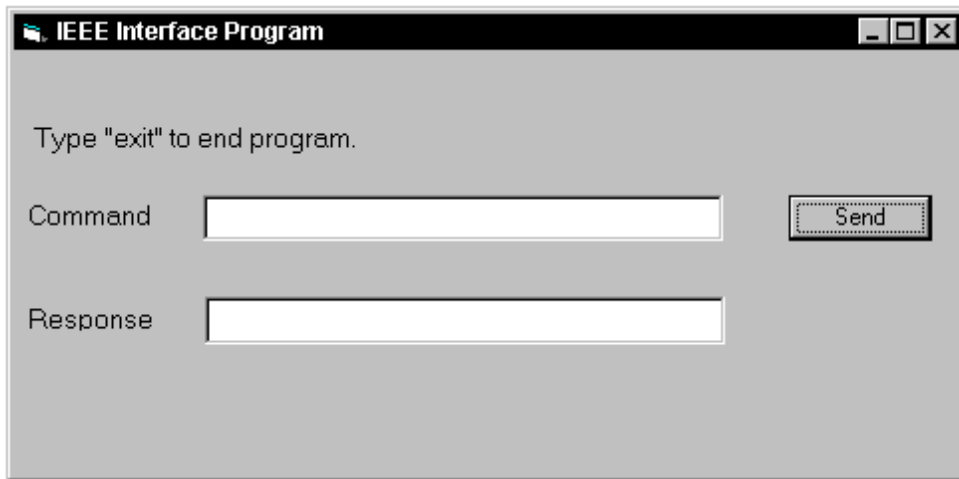 IEEE Interface Program
Type "exit" to end program.
Command
Send
Response